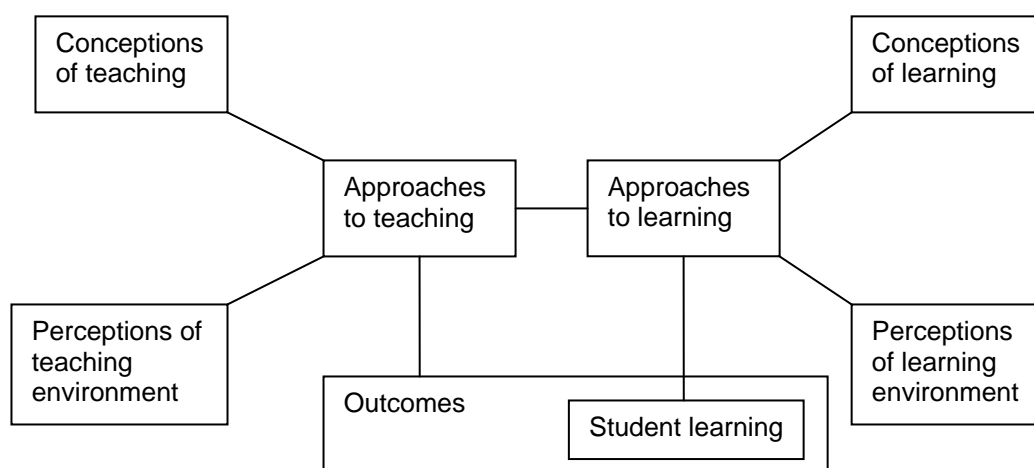 Conceptions
of teaching
Conceptions
of learning
Approaches
to teaching
Approaches
to learning
Perceptions of
teaching
environment
Perceptions
of learning
environment
Outcomes
Student learning